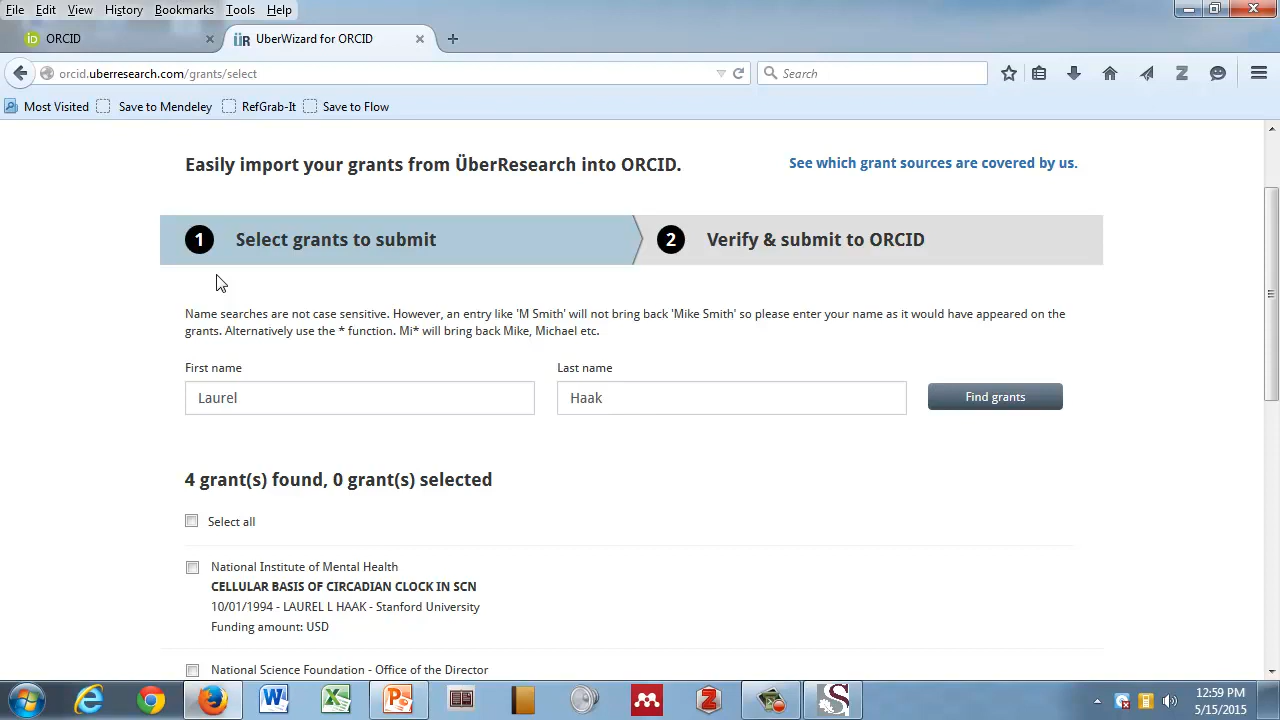 File Edit View History Bookmarks Tools Help
iD ORCID × UberWizard for ORCID × +
orcid.uberresearch.com/grants/select
Search
Most Visited Save to Mendeley RefGrab-It Save to Flow
Easily import your grants from ÜberResearch into ORCID.
See which grant sources are covered by us.
1 Select grants to submit
2 Verify & submit to ORCID
Name searches are not case sensitive. However, an entry like 'M Smith' will not bring back 'Mike Smith' so please enter your name as it would have appeared on the
grants. Alternatively use the * function. Mi* will bring back Mike, Michael etc.
First name Last name
Laurel Haak Find grants
4 grant(s) found, 0 grant(s) selected
Select all
National Institute of Mental Health
CELLULAR BASIS OF CIRCADIAN CLOCK IN SCN
10/01/1994 - LAUREL L HAAK - Stanford University
Funding amount: USD
National Science Foundation - Office of the Director
12:59 PM
5/15/2015